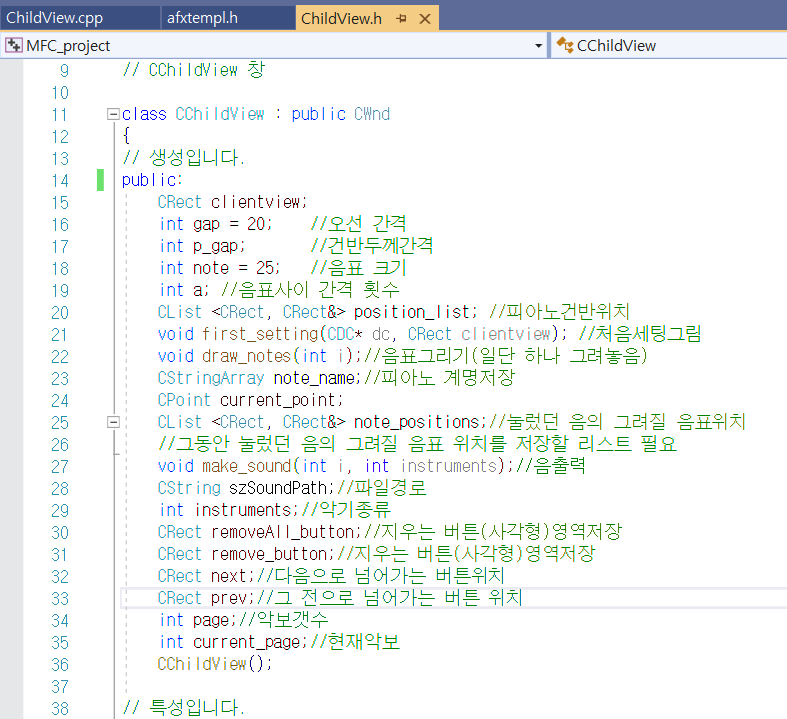 ChildView.cpp afxtempl.h ChildView.h
MFC_project CChildView
9 // CChildView 창
10
11 class CChildView : public CWnd
12 {
13 // 생성입니다.
14 public:
15 CRect clientview;
16 int gap = 20; //오선 간격
17 int p_gap; //건반두께간격
18 int note = 25; //음표 크기
19 int a; //음표사이 간격 횟수
20 CList <CRect, CRect&> position_list; //피아노건반위치
21 void first_setting(CDC* dc, CRect clientview); //처음세팅그림
22 void draw_notes(int i);//음표그리기(일단 하나 그려놓음)
23 CStringArray note_name;//피아노 계명저장
24 CPoint current_point;
25 CList <CRect, CRect&> note_positions;//눌렀던 음의 그려질 음표위치
26 //그동안 눌렀던 음의 그려질 음표 위치를 저장할 리스트 필요
27 void make_sound(int i, int instruments);//음출력
28 CString szSoundPath;//파일경로
29 int instruments;//악기종류
30 CRect removeAll_button;//지우는 버튼(사각형)영역저장
31 CRect remove_button;//지우는 버튼(사각형)영역저장
32 CRect next;//다음으로 넘어가는 버튼위치
33 CRect prev;//그 전으로 넘어가는 버튼 위치
34 int page;//악보갯수
35 int current_page;//현재악보
36 CChildView();
37
38 // 특성입니다.